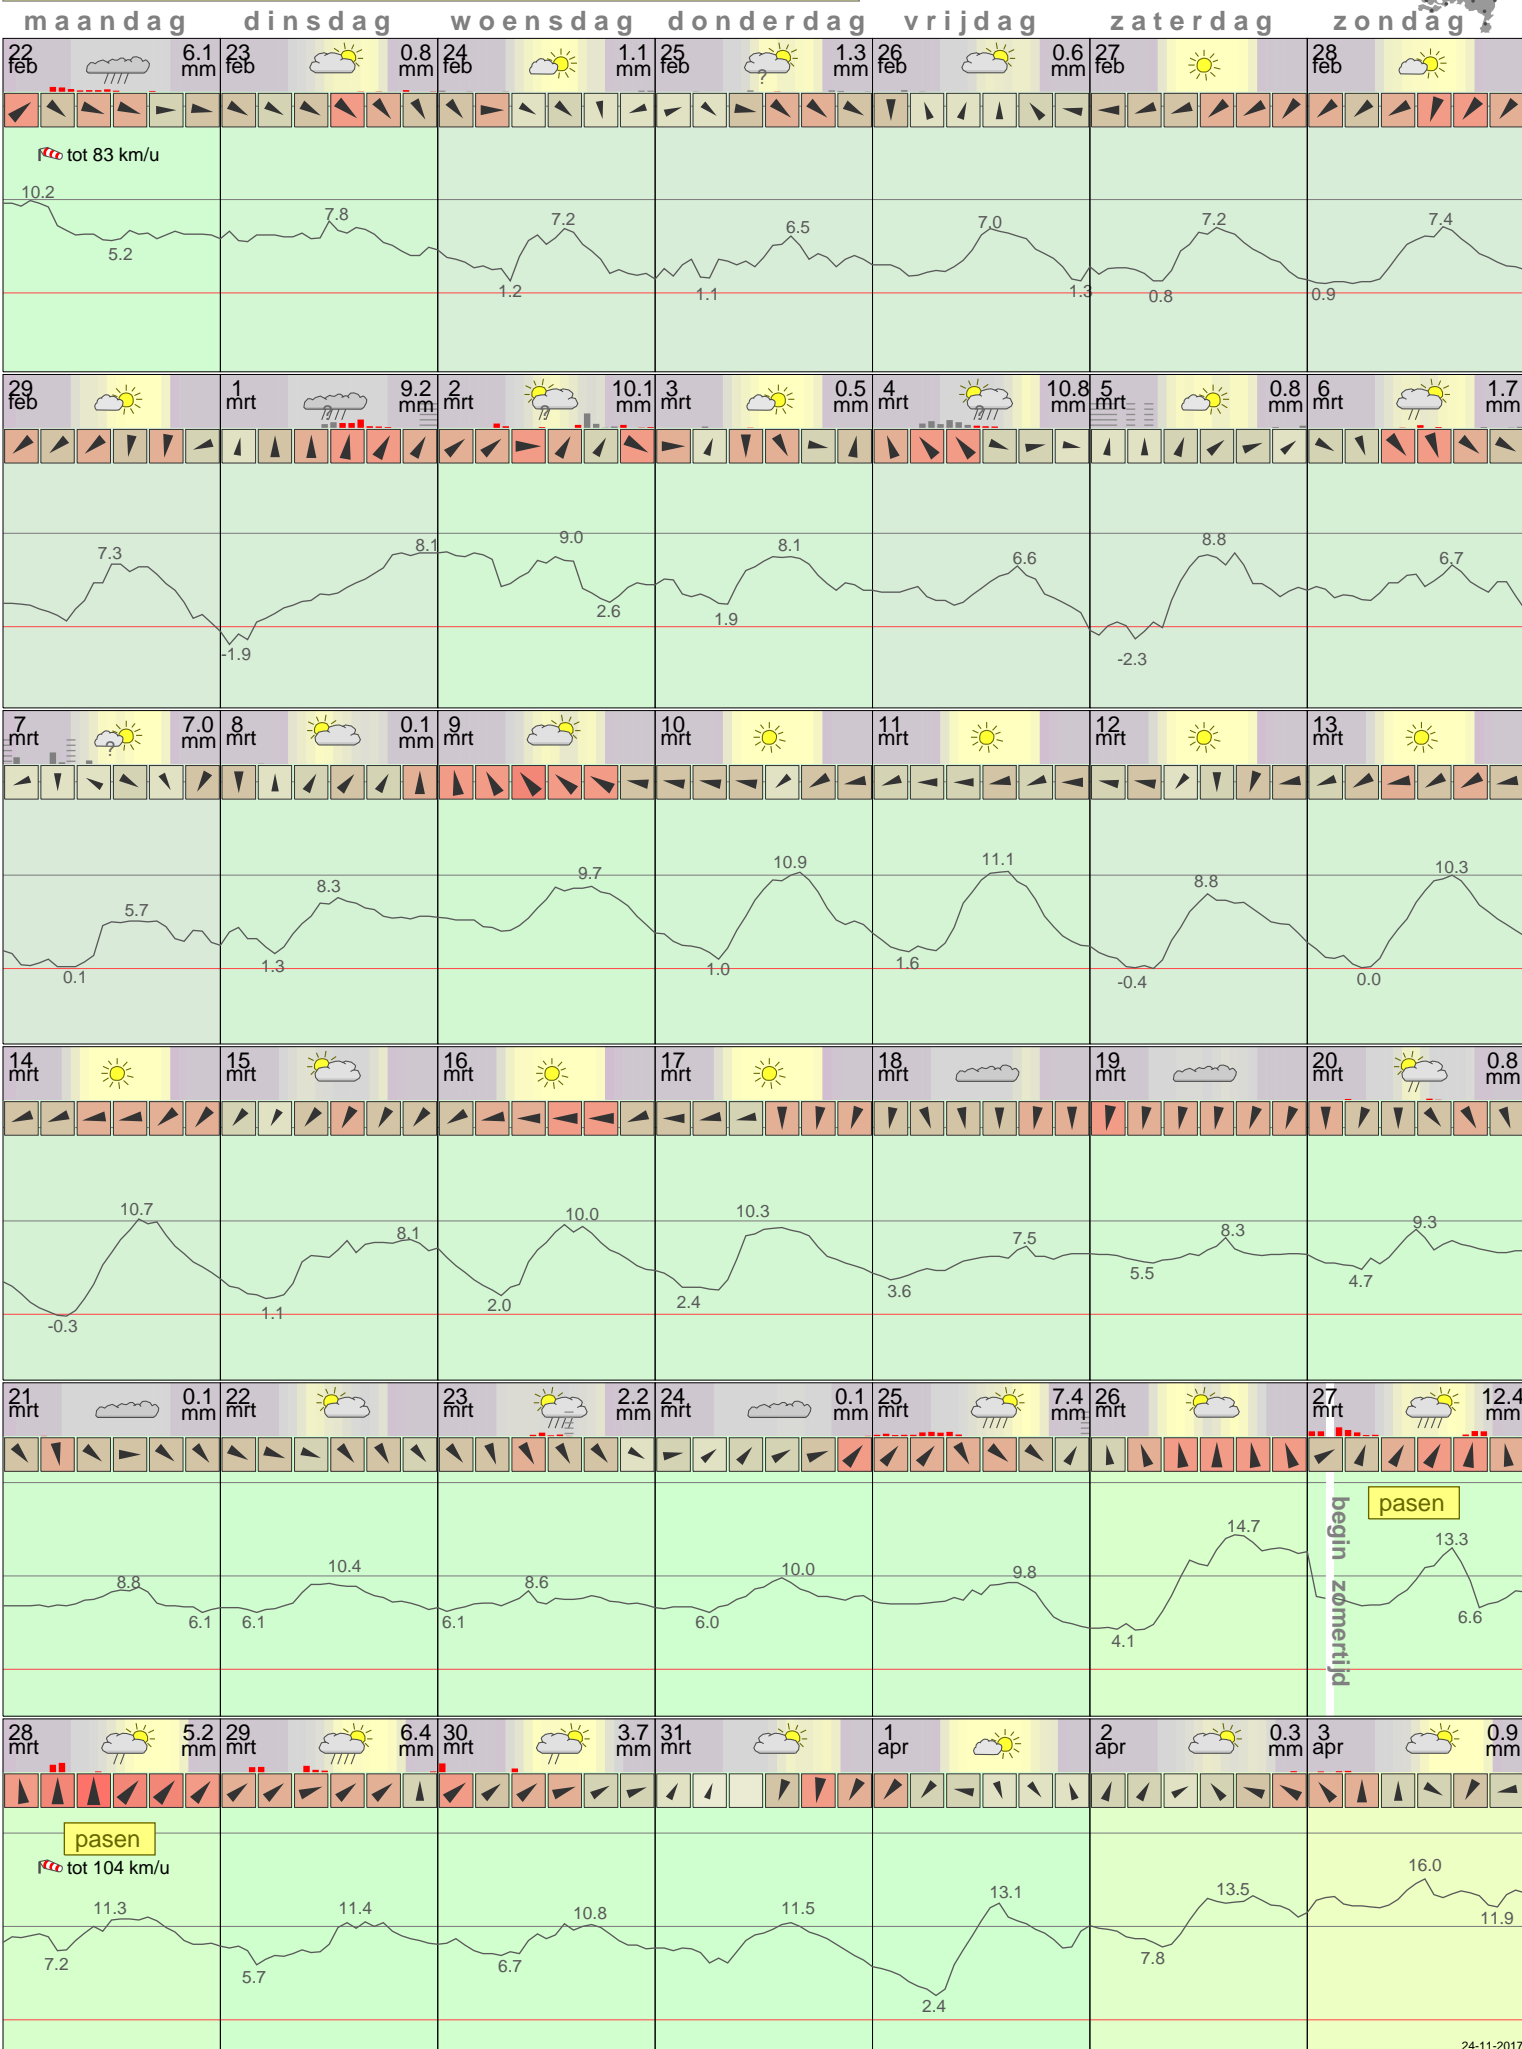 maandag dinsdag woensdag donderdag vrijdag zaterdag zondag
22 feb 6.1 mm 23 feb 0.8 mm 24 feb 1.1 mm 25 feb ? 1.3 mm 26 feb 0.6 mm 27 feb 28 feb
tot 83 km/u
10.2 5.2 7.8 1.2 7.2 1.1 6.5 7.0 1.3 0.8 7.2 0.9 7.4
29 feb 1 mrt ? 9.2 mm 2 mrt ? 10.1 mm 3 mrt 0.5 mm 4 mrt ? 10.8 mm 5 mrt 0.8 mm 6 mrt 1.7 mm
7.3 -1.9 8.1 9.0 2.6 1.9 8.1 6.6 -2.3 8.8 6.7
7 mrt ? 7.0 mm 8 mrt 0.1 mm 9 mrt 10 mrt 11 mrt 12 mrt 13 mrt
0.1 5.7 1.3 8.3 9.7 1.0 10.9 1.6 11.1 -0.4 8.8 0.0 10.3
14 mrt 15 mrt 16 mrt 17 mrt 18 mrt 19 mrt 20 mrt 0.8 mm
-0.3 10.7 1.1 8.1 2.0 10.0 2.4 10.3 3.6 7.5 5.5 8.3 4.7 9.3
21 mrt 0.1 mm 22 mrt 23 mrt 2.2 mm 24 mrt 0.1 mm 25 mrt 7.4 mm 26 mrt 27 mrt 12.4 mm
begin zomertijd
pasen
8.8 6.1 6.1 10.4 6.1 8.6 6.0 10.0 9.8 4.1 14.7 13.3 6.6
28 mrt 5.2 mm 29 mrt 6.4 mm 30 mrt 3.7 mm 31 mrt 1 apr 2 apr 0.3 mm 3 apr 0.9 mm
pasen
tot 104 km/u
7.2 11.3 5.7 11.4 6.7 10.8 11.5 2.4 13.1 7.8 13.5 16.0 11.9
24-11-2017